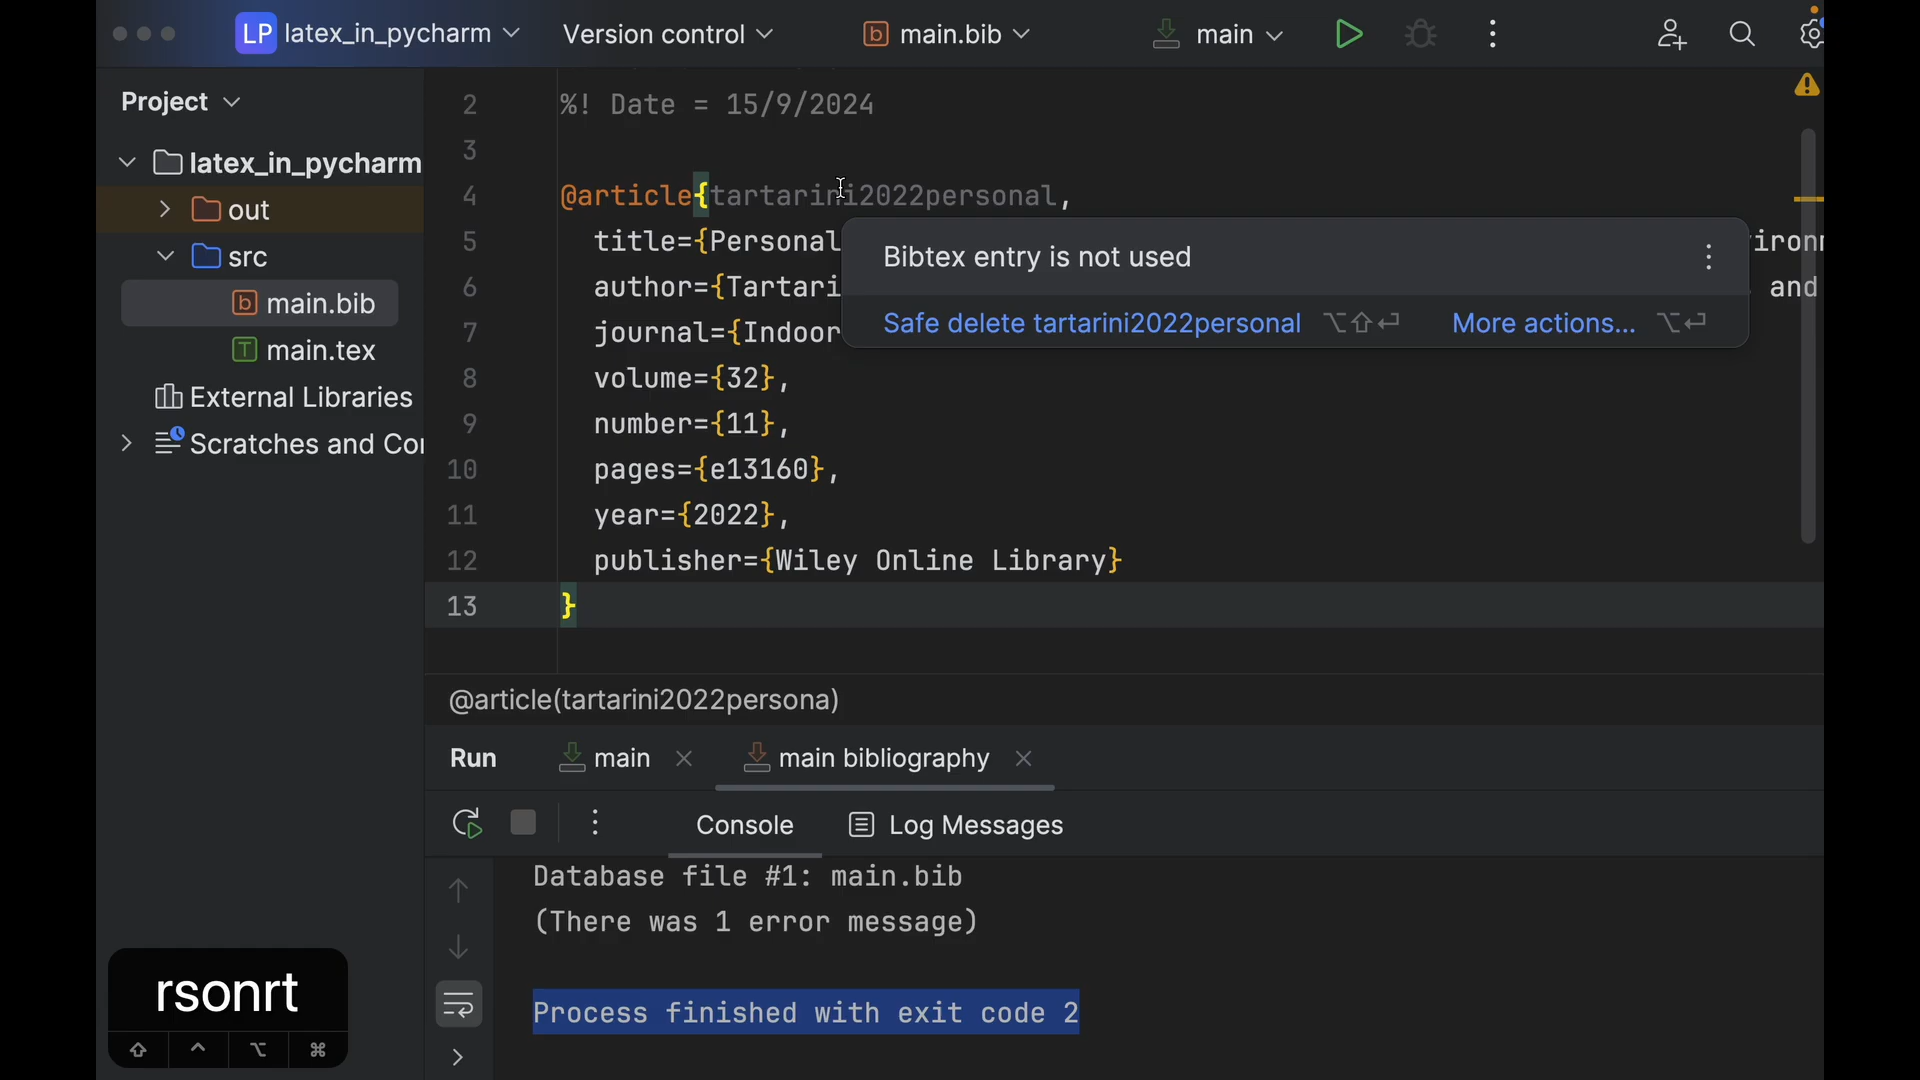 LP latex_in_pycharm Version control main.bib main
Project
latex_in_pycharm
out
src
main.bib
main.tex
External Libraries
Scratches and Co
2 %! Date = 15/9/2024
3
4 @article{tartarini2022personal,
5 title={Personal
6 author={Tartari and
7 journal={Indoor
8 volume={32},
9 number={11},
10 pages={e13160},
11 year={2022},
12 publisher={Wiley Online Library}
13 }
Bibtex entry is not used
Safe delete tartarini2022personal ⌥⇧↩ More actions... ⌥↩
@article(tartarini2022persona)
Run main main bibliography
Console Log Messages
Database file #1: main.bib
(There was 1 error message)
Process finished with exit code 2
rsonrt
⇧ ^ ⌥ ⌘